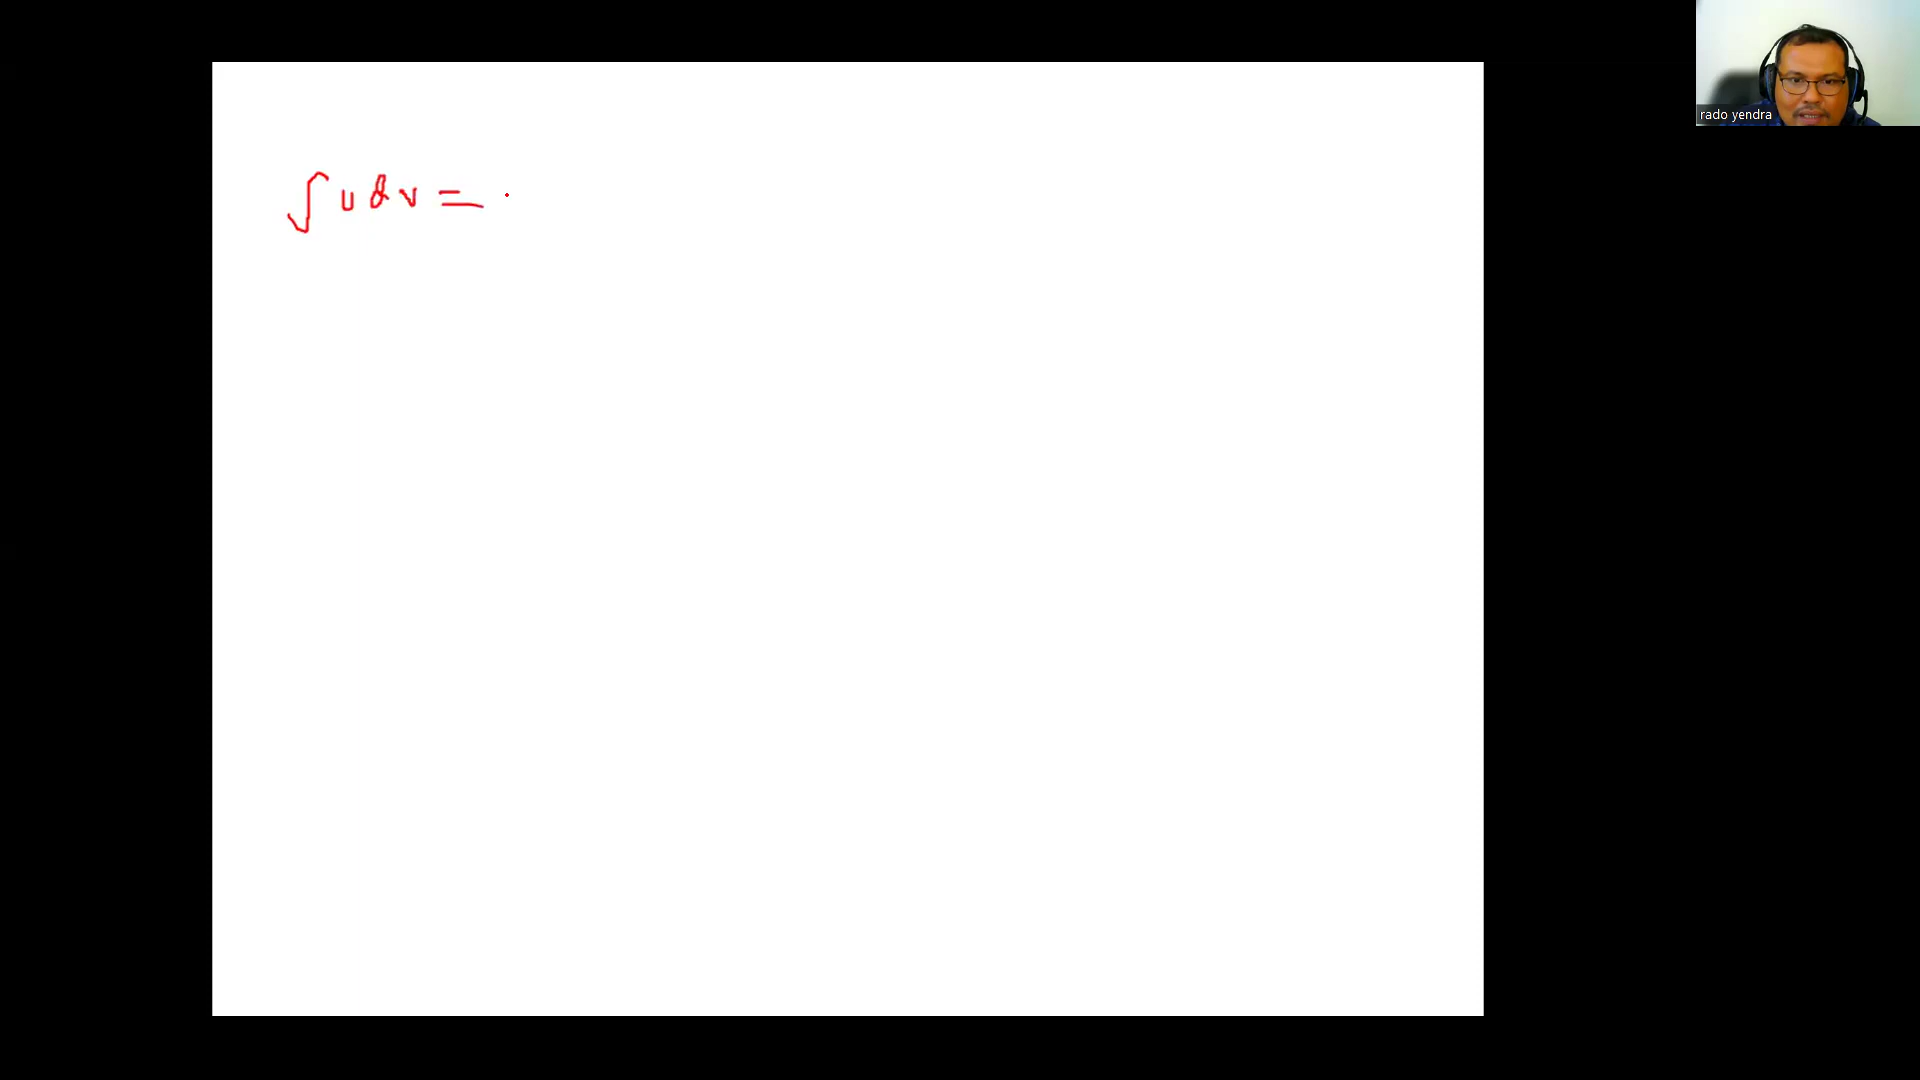 ∫ u dv =
rado yendra